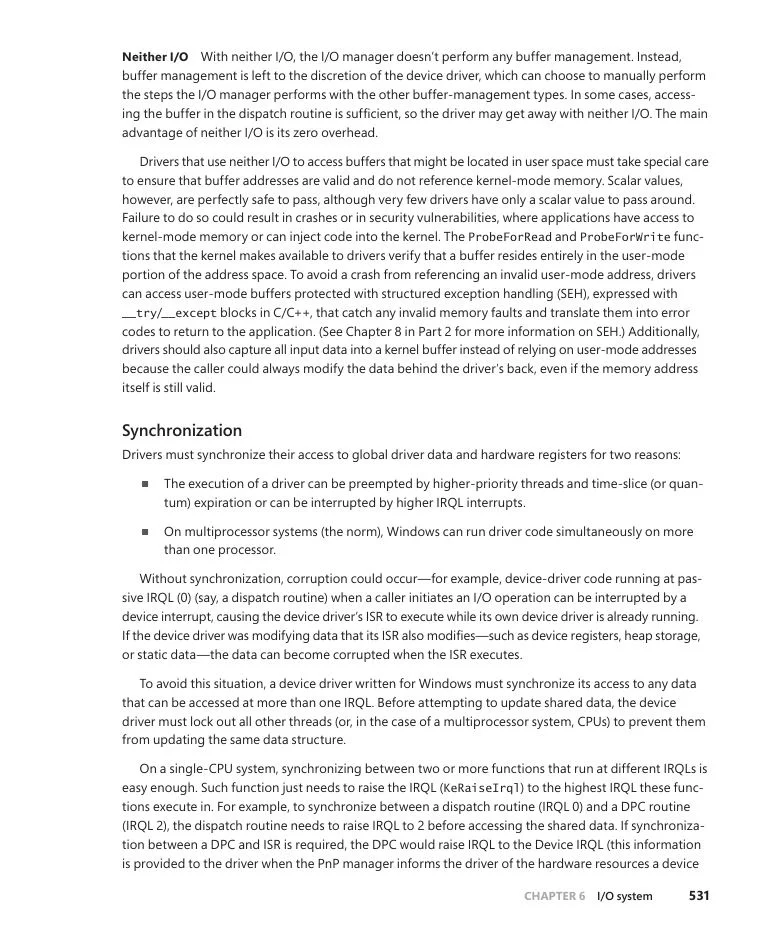 Neither I/O With neither I/O, the I/O manager doesn't perform any buffer management. Instead,
buffer management is left to the discretion of the device driver, which can choose to manually perform
the steps the I/O manager performs with the other buffer-management types. In some cases, access-
ing the buffer in the dispatch routine is sufficient, so the driver may get away with neither I/O. The main
advantage of neither I/O is its zero overhead.
Drivers that use neither I/O to access buffers that might be located in user space must take special care
to ensure that buffer addresses are valid and do not reference kernel-mode memory. Scalar values,
however, are perfectly safe to pass, although very few drivers have only a scalar value to pass around.
Failure to do so could result in crashes or in security vulnerabilities, where applications have access to
kernel-mode memory or can inject code into the kernel. The ProbeForRead and ProbeForWrite func-
tions that the kernel makes available to drivers verify that a buffer resides entirely in the user-mode
portion of the address space. To avoid a crash from referencing an invalid user-mode address, drivers
can access user-mode buffers protected with structured exception handling (SEH), expressed with
__try/__except blocks in C/C++, that catch any invalid memory faults and translate them into error
codes to return to the application. (See Chapter 8 in Part 2 for more information on SEH.) Additionally,
drivers should also capture all input data into a kernel buffer instead of relying on user-mode addresses
because the caller could always modify the data behind the driver's back, even if the memory address
itself is still valid.
Synchronization
Drivers must synchronize their access to global driver data and hardware registers for two reasons:
■ The execution of a driver can be preempted by higher-priority threads and time-slice (or quan-
tum) expiration or can be interrupted by higher IRQL interrupts.
■ On multiprocessor systems (the norm), Windows can run driver code simultaneously on more
than one processor.
Without synchronization, corruption could occur—for example, device-driver code running at pas-
sive IRQL (0) (say, a dispatch routine) when a caller initiates an I/O operation can be interrupted by a
device interrupt, causing the device driver's ISR to execute while its own device driver is already running.
If the device driver was modifying data that its ISR also modifies—such as device registers, heap storage,
or static data—the data can become corrupted when the ISR executes.
To avoid this situation, a device driver written for Windows must synchronize its access to any data
that can be accessed at more than one IRQL. Before attempting to update shared data, the device
driver must lock out all other threads (or, in the case of a multiprocessor system, CPUs) to prevent them
from updating the same data structure.
On a single-CPU system, synchronizing between two or more functions that run at different IRQLs is
easy enough. Such function just needs to raise the IRQL (KeRaiseIrql) to the highest IRQL these func-
tions execute in. For example, to synchronize between a dispatch routine (IRQL 0) and a DPC routine
(IRQL 2), the dispatch routine needs to raise IRQL to 2 before accessing the shared data. If synchroniza-
tion between a DPC and ISR is required, the DPC would raise IRQL to the Device IRQL (this information
is provided to the driver when the PnP manager informs the driver of the hardware resources a device
CHAPTER 6 I/O system 531